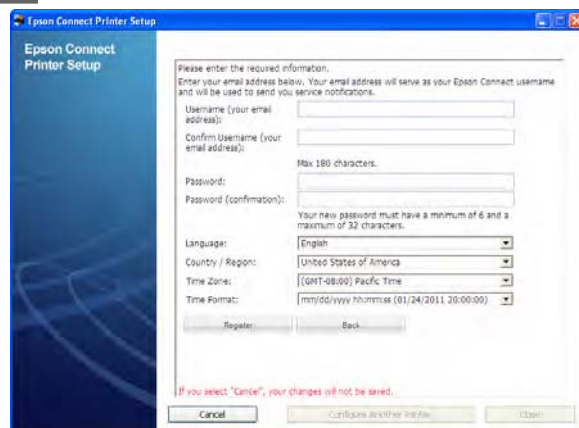 Epson Connect Printer Setup
Epson Connect
Printer Setup
Please enter the required information.
Enter your email address below. Your email address will serve as your Epson Connect username
and will be used to send you service notifications.
Username (your email
address):
Confirm Username (your
email address):
Max 180 characters.
Password:
Password (confirmation):
Your new password must have a minimum of 6 and a
maximum of 32 characters.
Language:
English
Country / Region:
United States of America
Time Zone:
(GMT-08:00) Pacific Time
Time Format:
mm/dd/yyyy hh:mm:ss (01/24/2011 20:00:00)
Register
Back
If you select "Cancel", your changes will not be saved.
Cancel
Configure Another Printer
Close